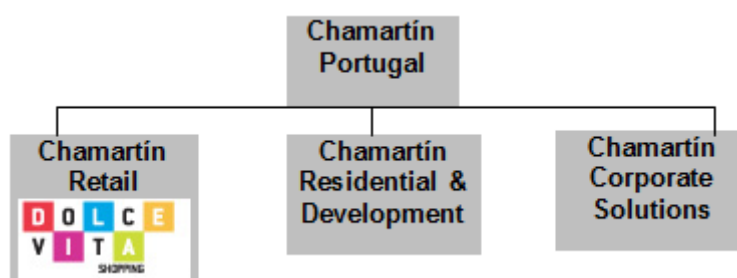 Chamartín
Portugal
Chamartín
Retail
DOLCE
VITA
SHOPPING
Chamartín
Residential &
Development
Chamartín
Corporate
Solutions